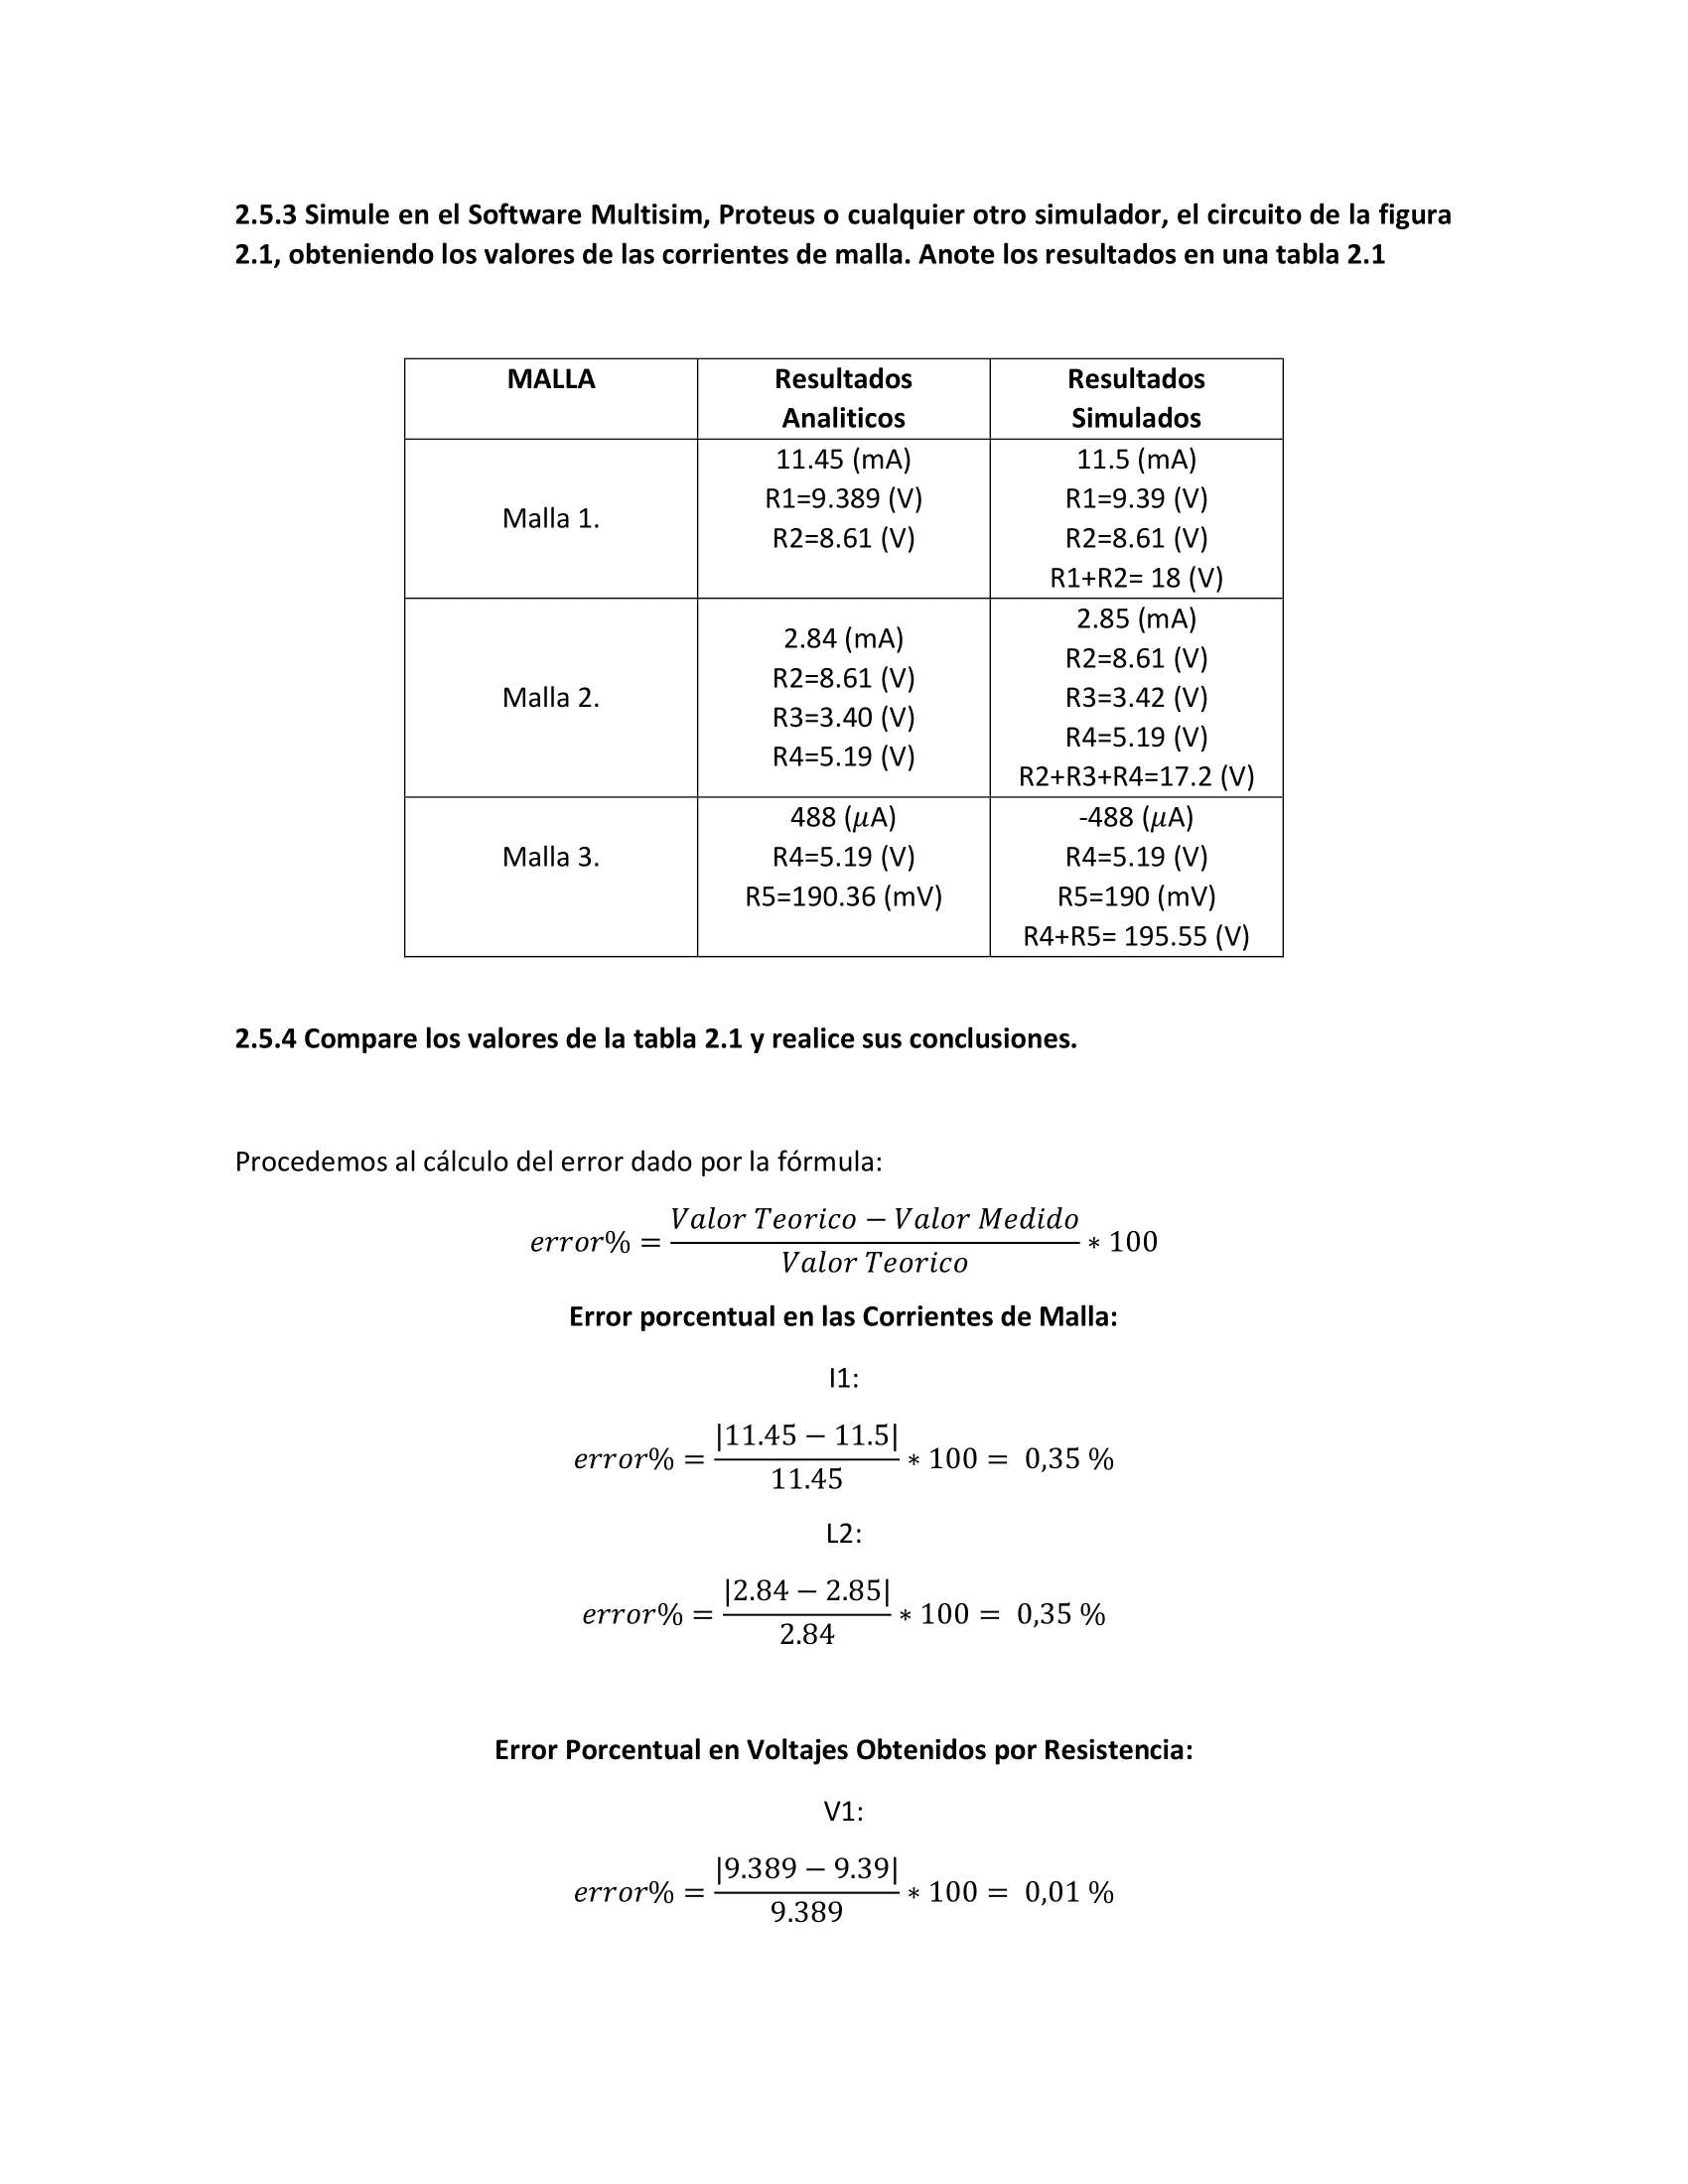 2.5.3 Simule en el Software Multisim, Proteus o cualquier otro simulador, el circuito de la figura
2.1, obteniendo los valores de las corrientes de malla. Anote los resultados en una tabla 2.1
MALLA
Resultados
Analiticos
Resultados
Simulados
Malla 1.
11.45 (mA)
R1=9.389 (V)
R2=8.61 (V)
11.5 (mA)
R1=9.39 (V)
R2=8.61 (V)
R1+R2= 18 (V)
Malla 2.
2.84 (mA)
R2=8.61 (V)
R3=3.40 (V)
R4=5.19 (V)
2.85 (mA)
R2=8.61 (V)
R3=3.42 (V)
R4=5.19 (V)
R2+R3+R4=17.2 (V)
Malla 3.
488 (𝜇A)
R4=5.19 (V)
R5=190.36 (mV)
-488 (𝜇A)
R4=5.19 (V)
R5=190 (mV)
R4+R5= 195.55 (V)
2.5.4 Compare los valores de la tabla 2.1 y realice sus conclusiones.
Procedemos al cálculo del error dado por la fórmula:
error% = (Valor Teorico − Valor Medido) / (Valor Teorico) ∗ 100
Error porcentual en las Corrientes de Malla:
I1:
error% = |11.45 − 11.5| / 11.45 ∗ 100 = 0,35 %
L2:
error% = |2.84 − 2.85| / 2.84 ∗ 100 = 0,35 %
Error Porcentual en Voltajes Obtenidos por Resistencia:
V1:
error% = |9.389 − 9.39| / 9.389 ∗ 100 = 0,01 %